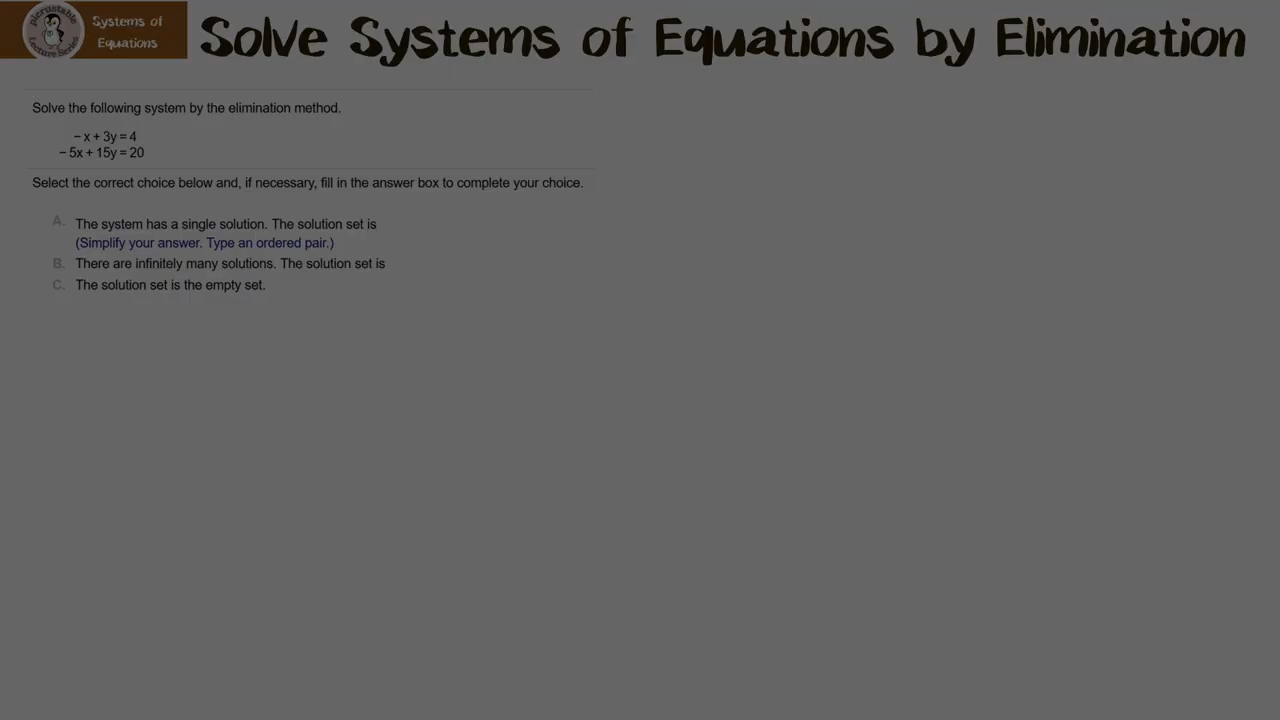 picrustable
Lecture Series
Systems of
Equations
Solve Systems of Equations by Elimination
Solve the following system by the elimination method.
− x + 3y = 4
− 5x + 15y = 20
Select the correct choice below and, if necessary, fill in the answer box to complete your choice.
A. The system has a single solution. The solution set is
(Simplify your answer. Type an ordered pair.)
B. There are infinitely many solutions. The solution set is
C. The solution set is the empty set.